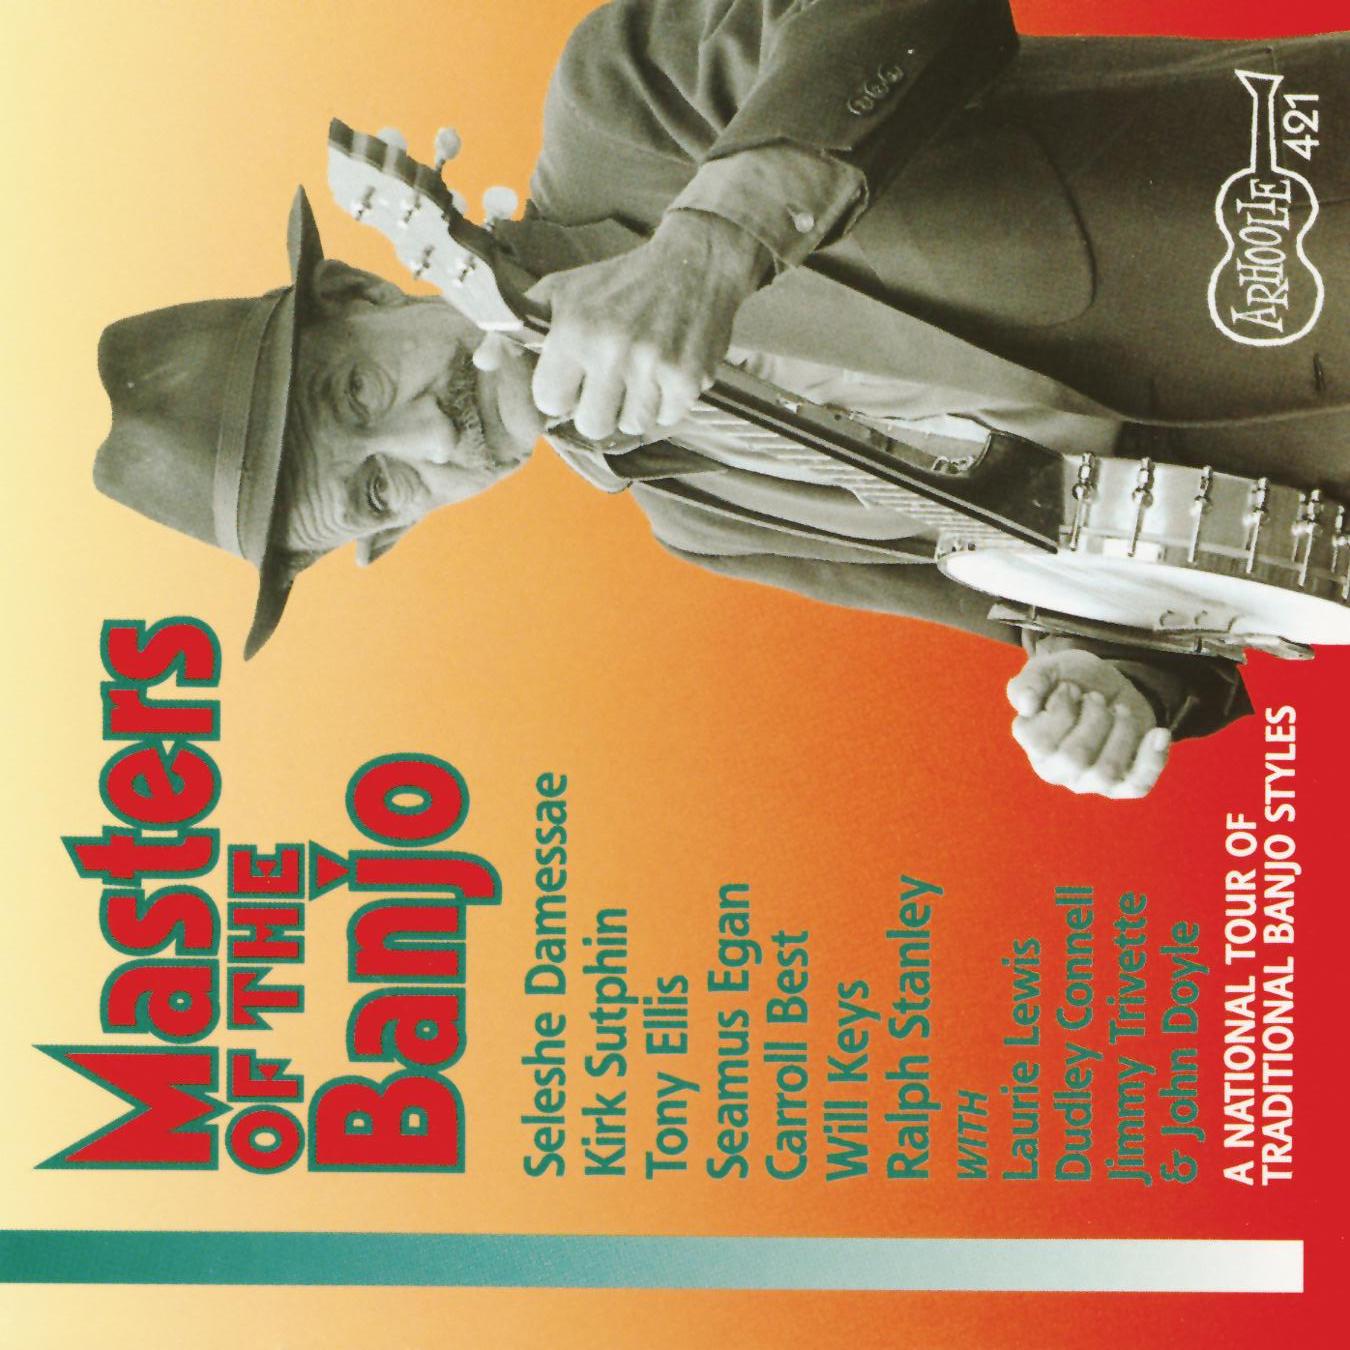 Masters
OF THE
Banjo
Seleshe Damessae
Kirk Sutphin
Tony Ellis
Seamus Egan
Carroll Best
Will Keys
Ralph Stanley
WITH
Laurie Lewis
Dudley Connell
Jimmy Trivette
& John Doyle
A NATIONAL TOUR OF
TRADITIONAL BANJO STYLES
ARHOOLIE
421